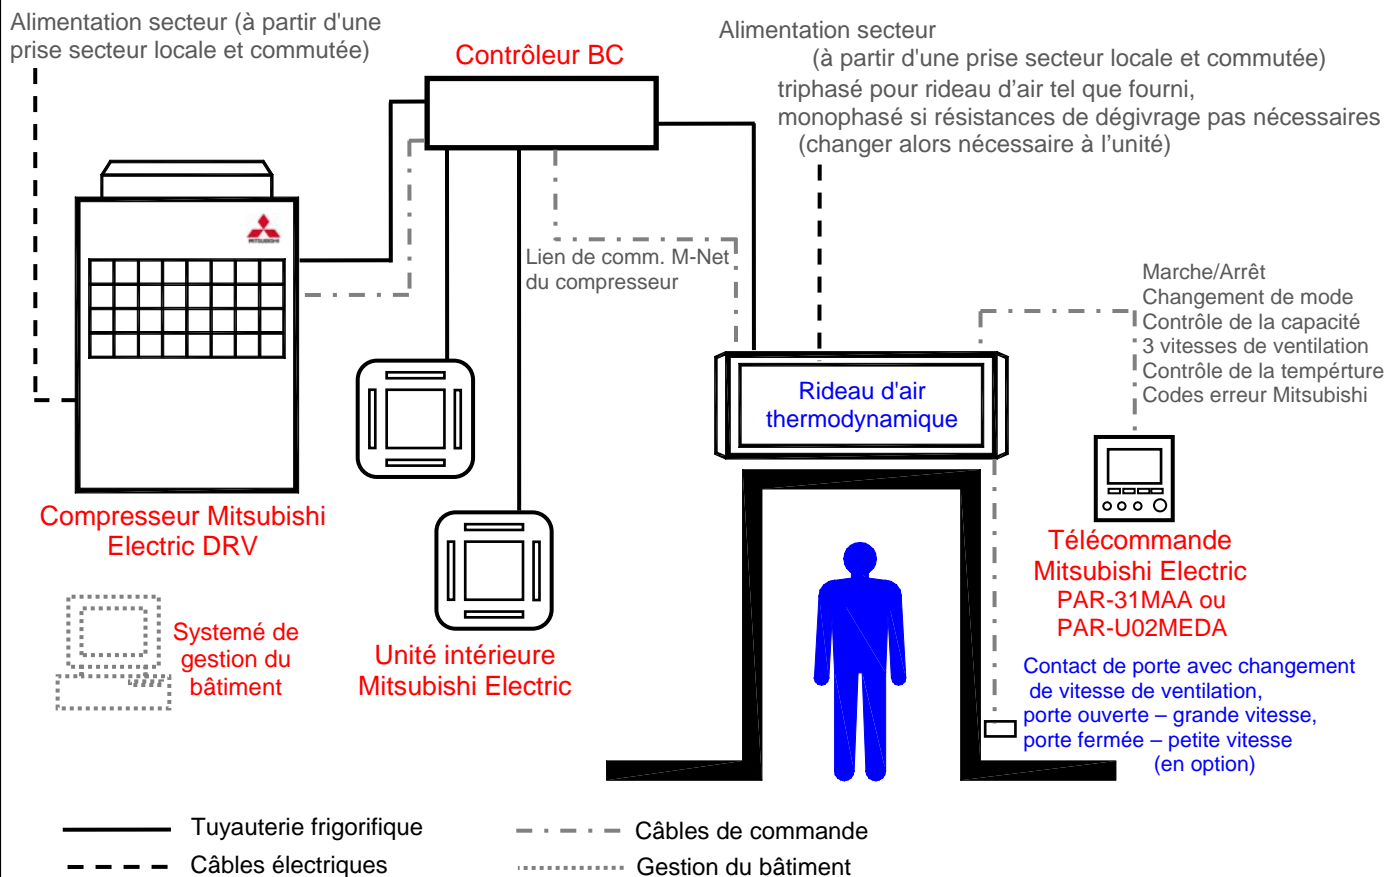 Alimentation secteur (à partir d'une
prise secteur locale et commutée)
Contrôleur BC
Alimentation secteur
(à partir d'une prise secteur locale et commutée)
triphasé pour rideau d'air tel que fourni,
monophasé si résistances de dégivrage pas nécessaires
(changer alors nécessaire à l'unité)
MITSUBISHI
Lien de comm. M-Net
du compresseur
Marche/Arrêt
Changement de mode
Contrôle de la capacité
3 vitesses de ventilation
Contrôle de la tempérture
Codes erreur Mitsubishi
Rideau d'air
thermodynamique
Compresseur Mitsubishi
Electric DRV
Télécommande
Mitsubishi Electric
PAR-31MAA ou
PAR-U02MEDA
Systemé de
gestion du
bâtiment
Unité intérieure
Mitsubishi Electric
Contact de porte avec changement
de vitesse de ventilation,
porte ouverte – grande vitesse,
porte fermée – petite vitesse
(en option)
Tuyauterie frigorifique
Câbles de commande
Câbles électriques
Gestion du bâtiment